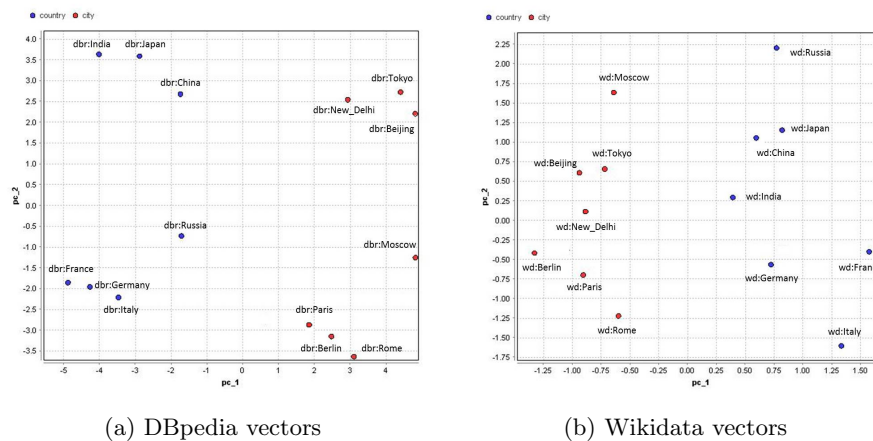 country city
dbr:India
dbr:Japan
dbr:China
dbr:Tokyo
dbr:New_Delhi
dbr:Beijing
dbr:Russia
dbr:Moscow
dbr:France
dbr:Germany
dbr:Italy
dbr:Paris
dbr:Berlin
dbr:Rome
4.0
3.5
3.0
2.5
2.0
1.5
1.0
0.5
0.0
-0.5
-1.0
-1.5
-2.0
-2.5
-3.0
-3.5
pc_2
-5 -4 -3 -2 -1 0 1 2 3 4
pc_1
(a) DBpedia vectors
country city
wd:Russia
wd:Moscow
wd:Japan
wd:China
wd:Tokyo
wd:Beijing
wd:India
wd:New_Delhi
wd:Berlin
wd:Paris
wd:Germany
wd:Fran
wd:Rome
wd:Italy
2.25
2.00
1.75
1.50
1.25
1.00
0.75
0.50
0.25
0.00
-0.25
-0.50
-0.75
-1.00
-1.25
-1.50
-1.75
pc_2
-1.25 -1.00 -0.75 -0.50 -0.25 0.00 0.25 0.50 0.75 1.00 1.25 1.50
pc_1
(b) Wikidata vectors